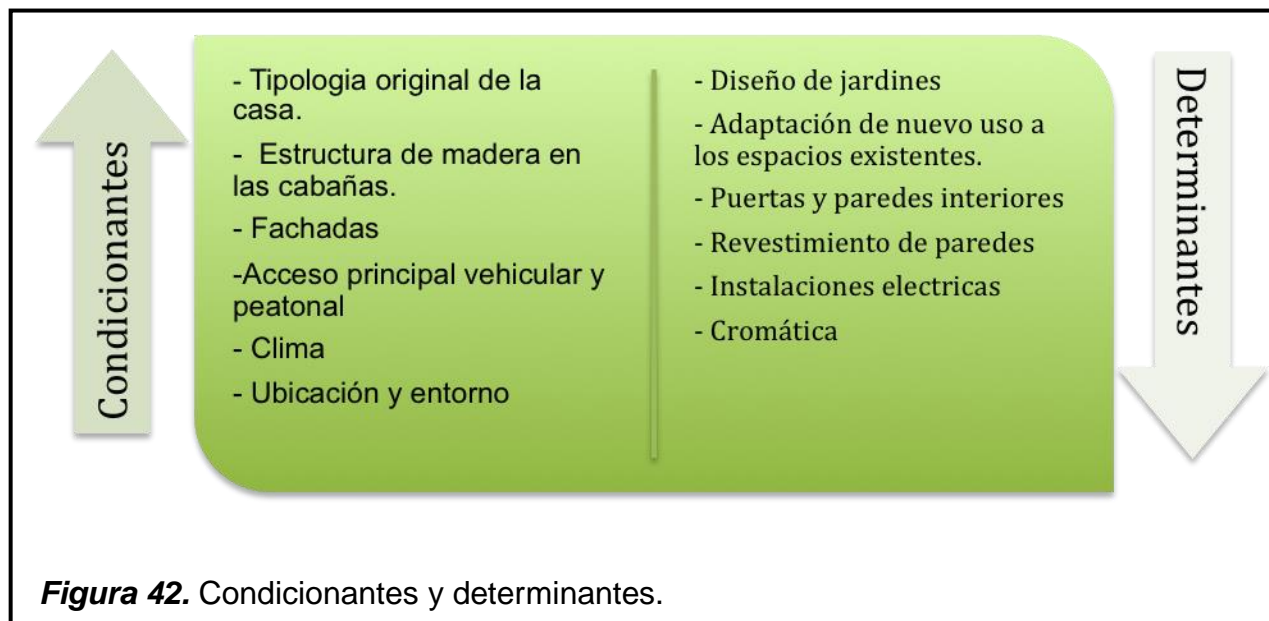 Condicionantes
- Tipologia original de la
casa.
- Estructura de madera en
las cabañas.
- Fachadas
-Acceso principal vehicular y
peatonal
- Clima
- Ubicación y entorno
- Diseño de jardines
- Adaptación de nuevo uso a
los espacios existentes.
- Puertas y paredes interiores
- Revestimiento de paredes
- Instalaciones electricas
- Cromática
Determinantes
Figura 42. Condicionantes y determinantes.